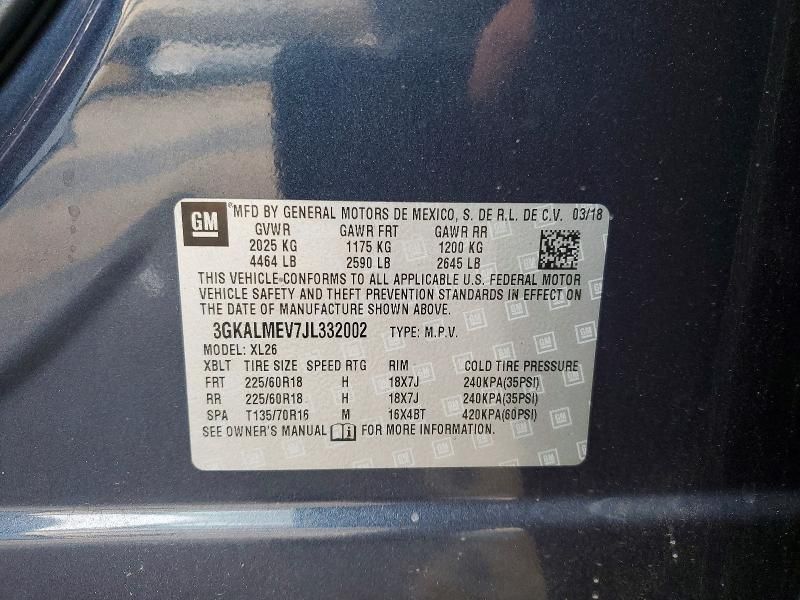 GM MFD BY GENERAL MOTORS DE MEXICO, S. DE R.L. DE C.V. 03/18
GVWR GAWR FRT GAWR RR
2025 KG 1175 KG 1200 KG
4464 LB 2590 LB 2645 LB
THIS VEHICLE CONFORMS TO ALL APPLICABLE U.S. FEDERAL MOTOR
VEHICLE SAFETY AND THEFT PREVENTION STANDARDS IN EFFECT ON
THE DATE OF MANUFACTURE SHOWN ABOVE.
3GKALMEV7JL332002 TYPE: M.P.V.
MODEL: XL26
XBLT TIRE SIZE SPEED RTG RIM COLD TIRE PRESSURE
FRT 225/60R18 H 18X7J 240KPA(35PSI)
RR 225/60R18 H 18X7J 240KPA(35PSI)
SPA T135/70R16 M 16X4BT 420KPA(60PSI)
SEE OWNER'S MANUAL FOR MORE INFORMATION.